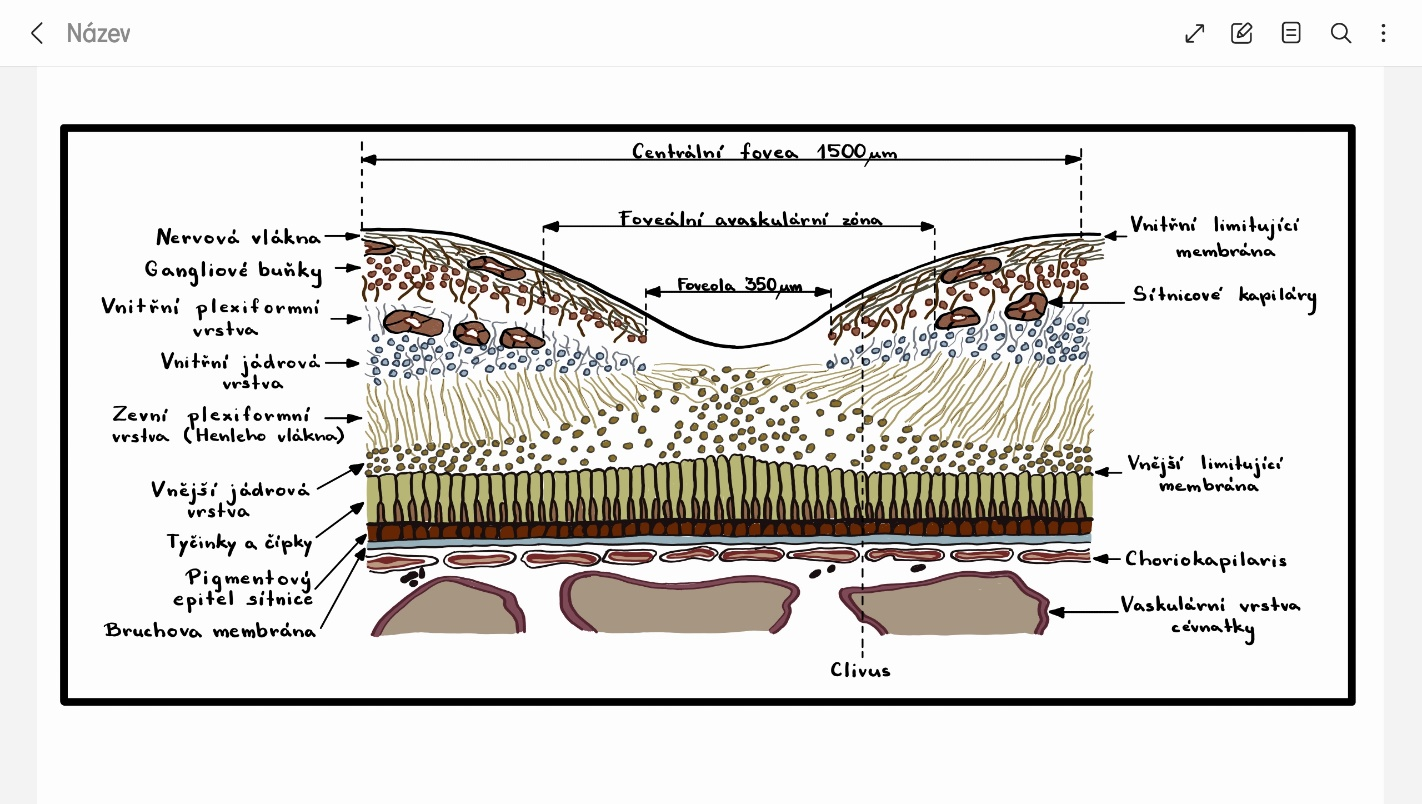 Název
Centrální fovea 1500 µm
Foveální avaskulární zóna
Foveola 350 µm
Nervová vlákna
Gangliové buňky
Vnitřní plexiformní
vrstva
Vnitřní jádrová
vrstva
Zevní plexiformní
vrstva (Henleho vlákna)
Vnější jádrová
vrstva
Tyčinky a čípky
Pigmentový
epitel sítnice
Bruchova membrána
Vnitřní limitující
membrána
Sítnicové kapiláry
Vnější limitující
membrána
Choriokapilaris
Vaskulární vrstva
cévnatky
Clivus